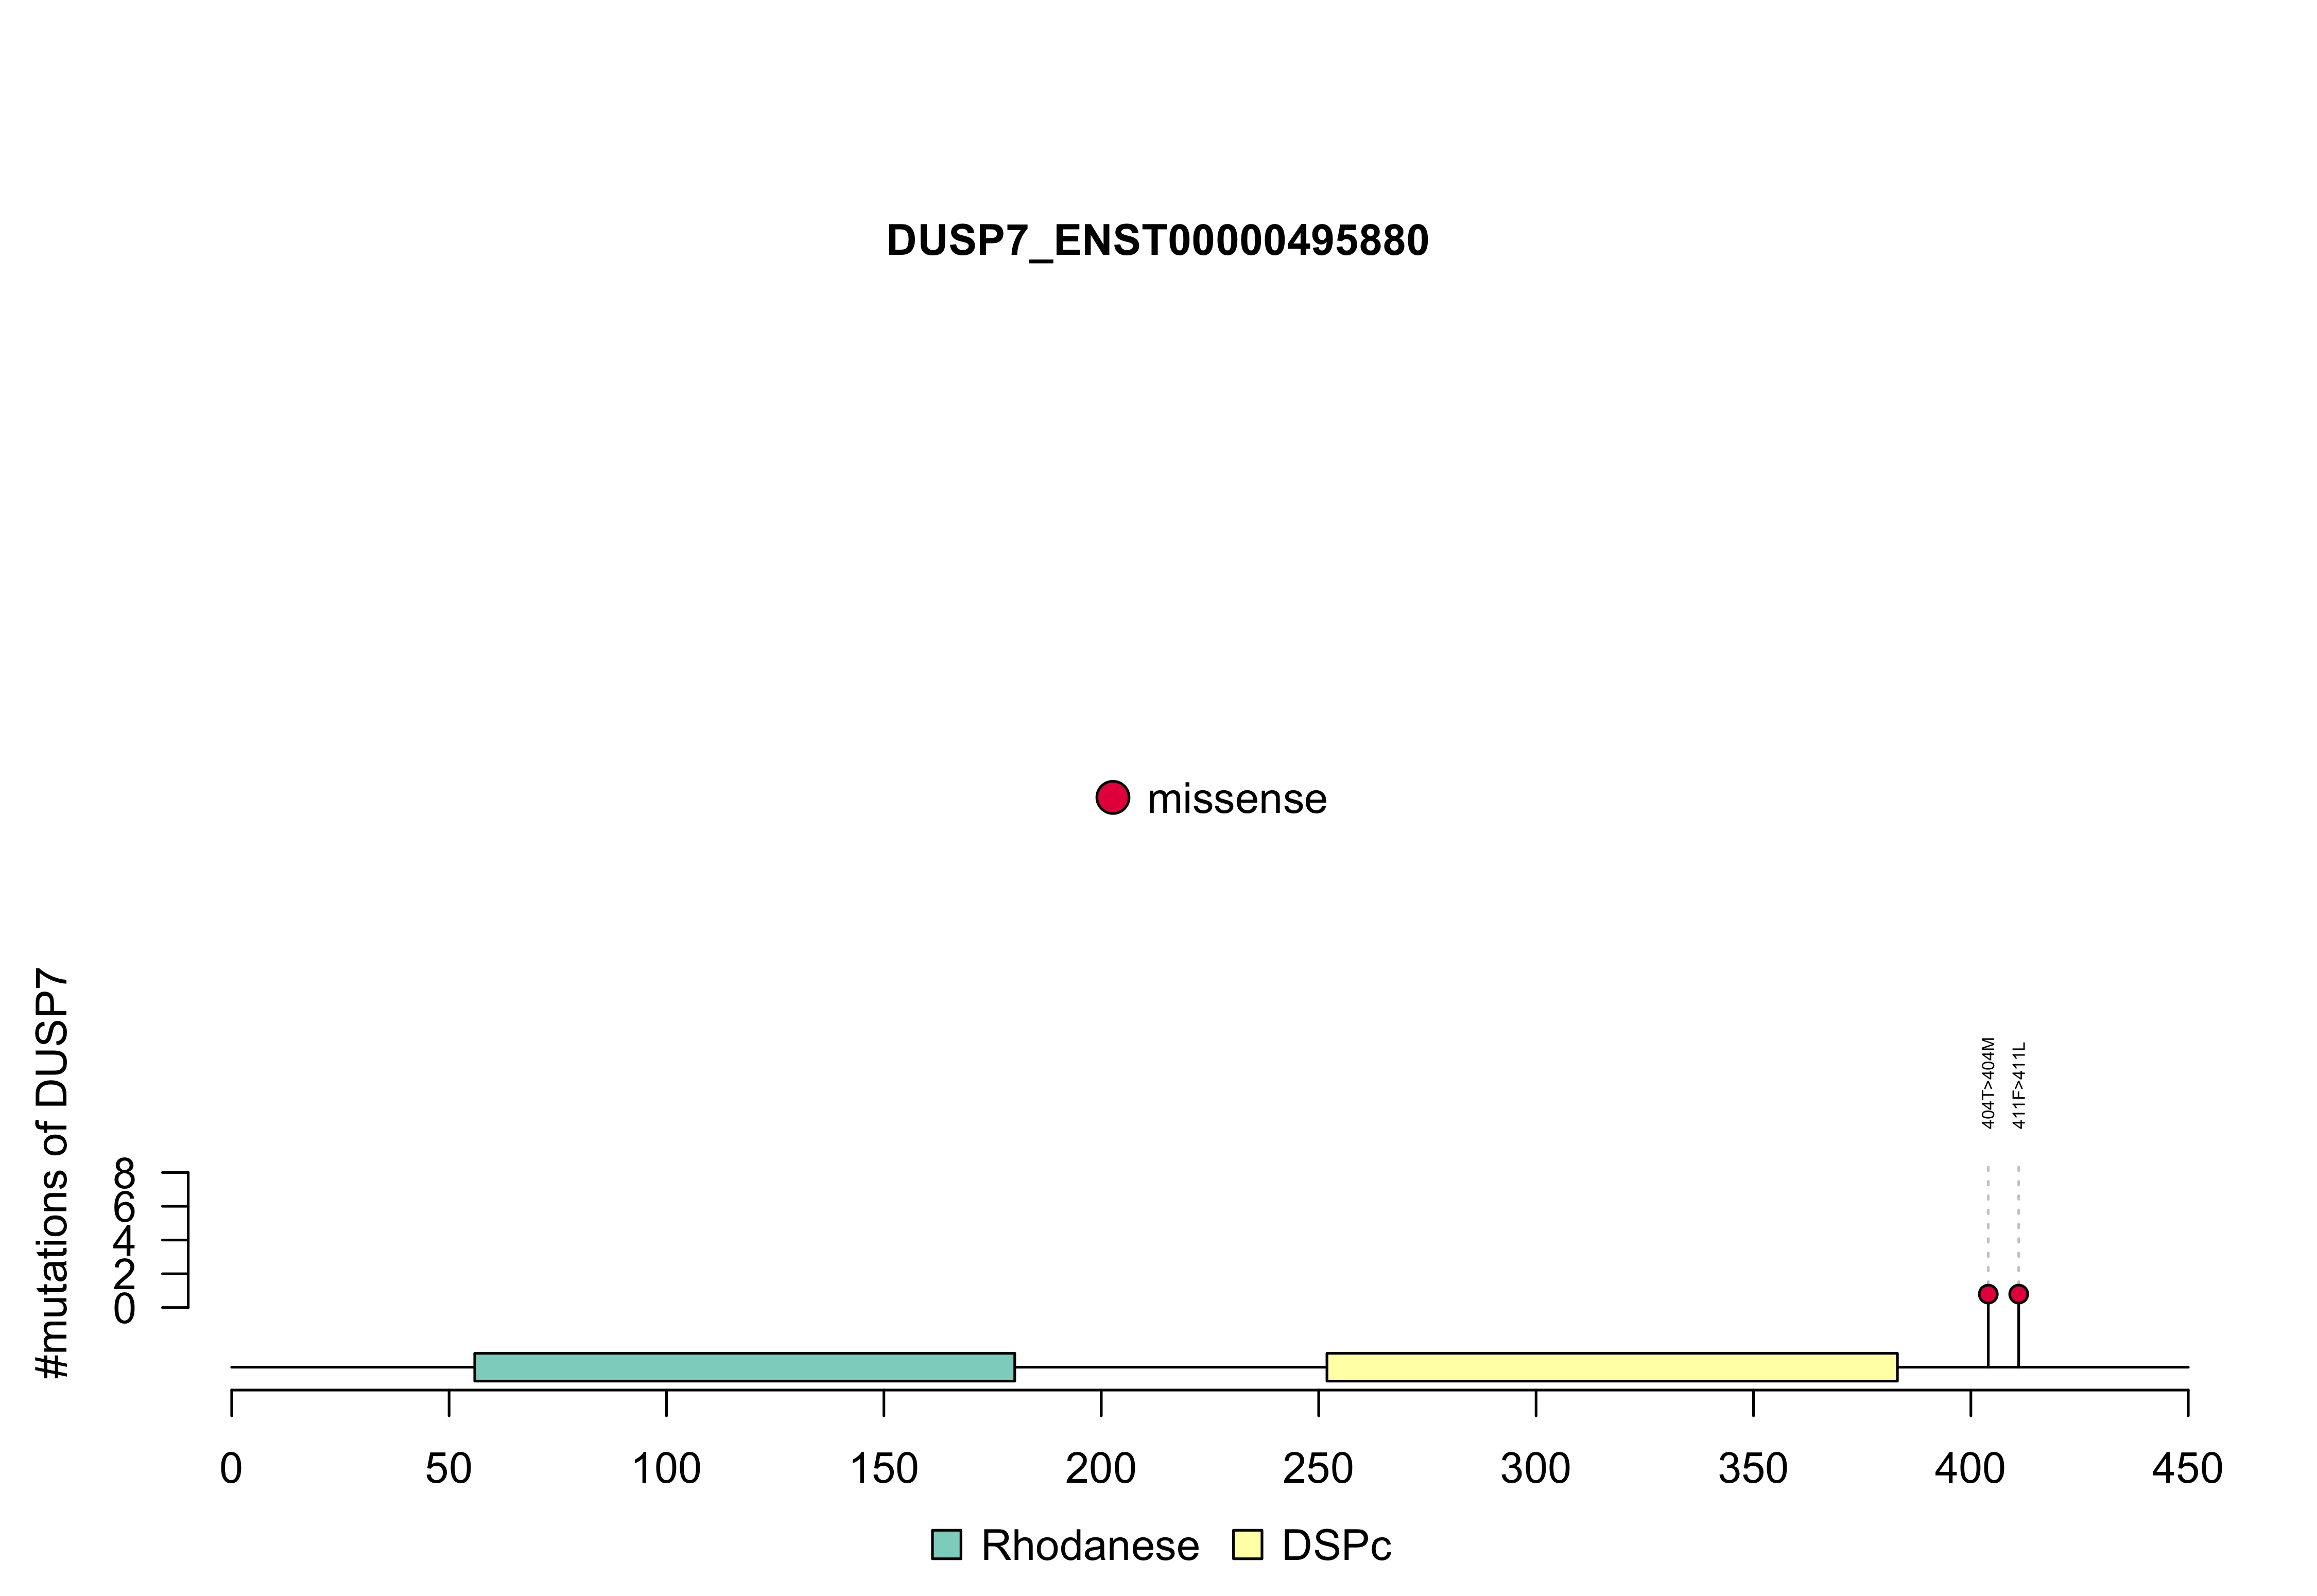 DUSP7_ENST00000495880
missense
#mutations of DUSP7
404T>404M
411F>411L
8
6
4
2
0
0 50 100 150 200 250 300 350 400 450
Rhodanese DSPc